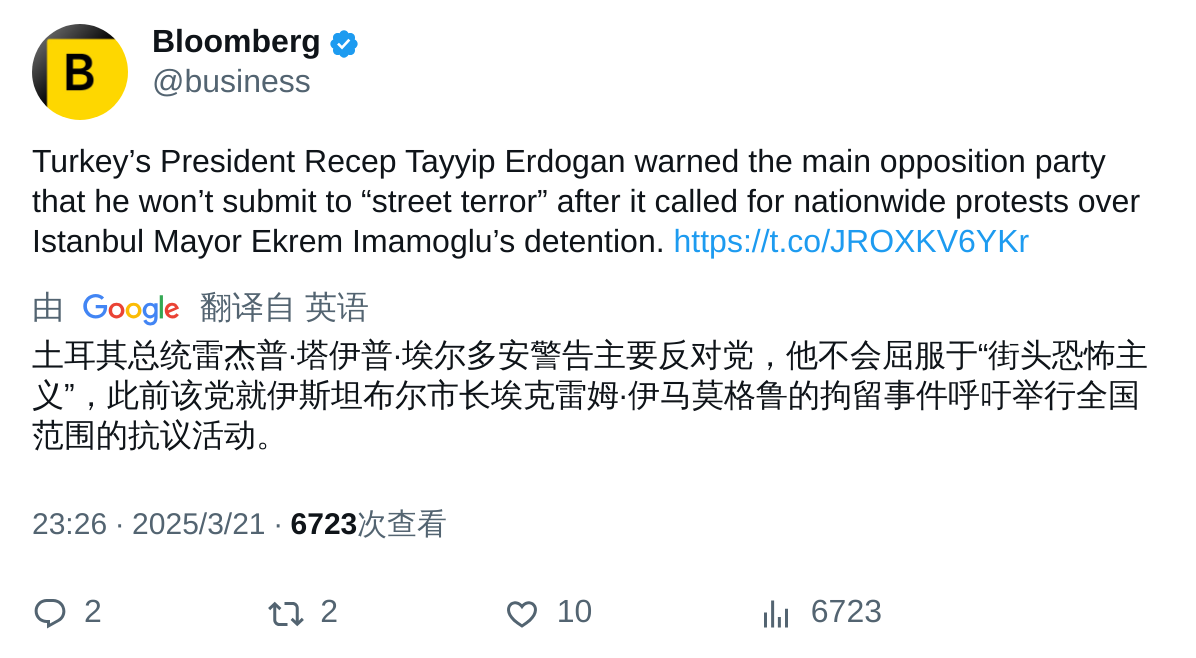 B
Bloomberg
@business
Turkey’s President Recep Tayyip Erdogan warned the main opposition party
that he won’t submit to “street terror” after it called for nationwide protests over
Istanbul Mayor Ekrem Imamoglu’s detention. https://t.co/JROXKV6YKr
由 Google 翻译自 英语
土耳其总统雷杰普·塔伊普·埃尔多安警告主要反对党，他不会屈服于“街头恐怖主
义”，此前该党就伊斯坦布尔市长埃克雷姆·伊马莫格鲁的拘留事件呼吁举行全国
范围的抗议活动。
23:26 · 2025/3/21 · 6723次查看
2 2 10 6723